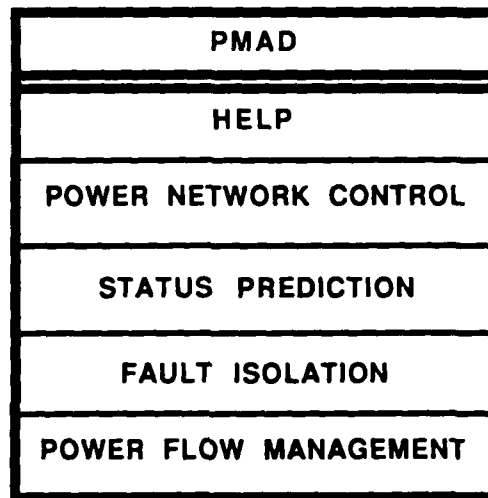 PMAD
HELP
POWER NETWORK CONTROL
STATUS PREDICTION
FAULT ISOLATION
POWER FLOW MANAGEMENT